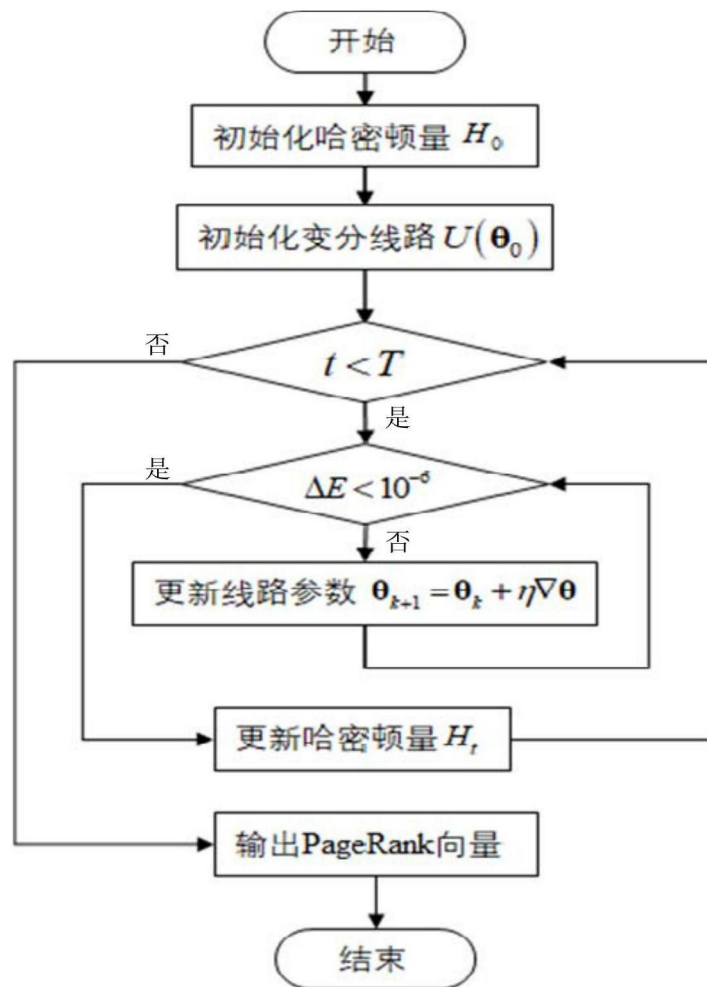 开始
初始化哈密顿量 H₀
初始化变分线路 U(θ₀)
否
t < T
是
是
ΔE < 10⁻⁶
否
更新线路参数 θₖ₊₁ = θₖ + η∇θ
更新哈密顿量 Hₜ
输出PageRank向量
结束